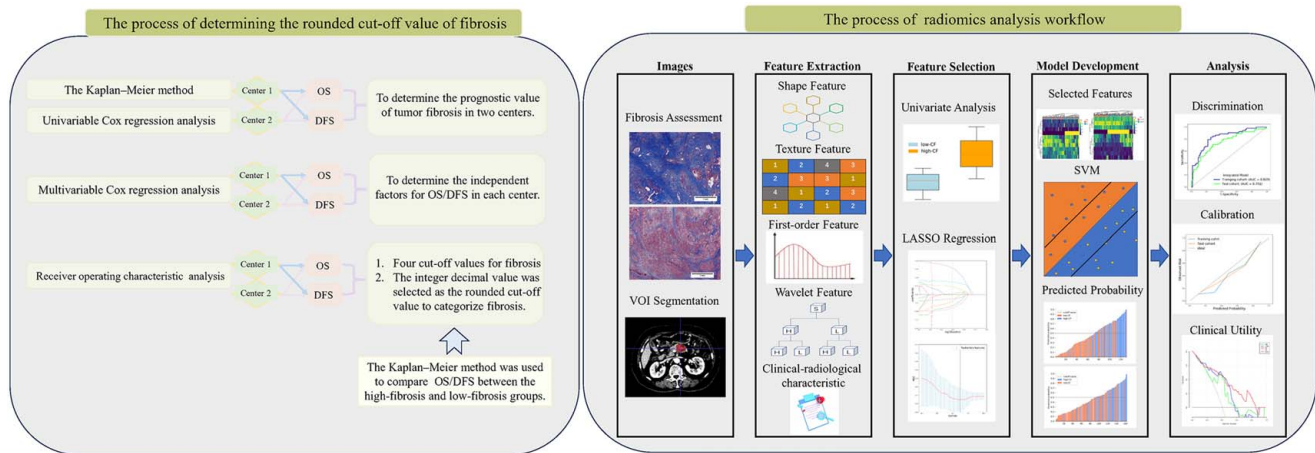 The process of determining the rounded cut-off value of fibrosis
The Kaplan–Meier method
Univariable Cox regression analysis
Center 1
Center 2
OS
DFS
To determine the prognostic value
of tumor fibrosis in two centers.
Multivariable Cox regression analysis
Center 1
Center 2
OS
DFS
To determine the independent
factors for OS/DFS in each center.
Receiver operating characteristic analysis
Center 1
Center 2
OS
DFS
1. Four cut-off values for fibrosis
2. The integer decimal value was
selected as the rounded cut-off
value to categorize fibrosis.
The Kaplan–Meier method was used
to compare OS/DFS between the
high-fibrosis and low-fibrosis groups.
The process of radiomics analysis workflow
Images
Fibrosis Assessment
VOI Segmentation
Feature Extraction
Shape Feature
Texture Feature
1 2 4 3
2 3 3 1
4 1 2 3
1 2 1 2
First-order Feature
Wavelet Feature
S
H L
H L H L
Clinical-radiological
characteristic
Feature Selection
Univariate Analysis
low-CF
high-CF
LASSO Regression
Model Development
Selected Features
SVM
Predicted Probability
Analysis
Discrimination
Calibration
Predicted Probability
Clinical Utility